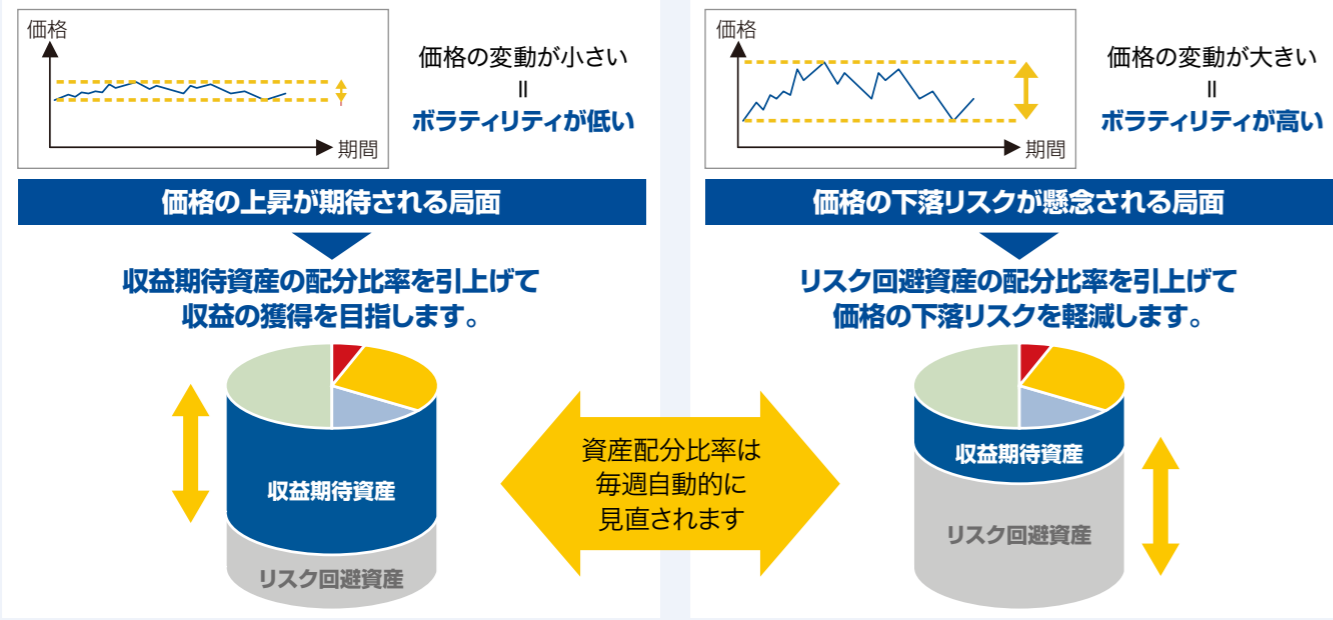 価格
期間
価格の変動が小さい
=
ボラティリティが低い
価格の上昇が期待される局面
収益期待資産の配分比率を引上げて
収益の獲得を目指します。
収益期待資産
リスク回避資産
資産配分比率は
毎週自動的に
見直されます
価格
期間
価格の変動が大きい
=
ボラティリティが高い
価格の下落リスクが懸念される局面
リスク回避資産の配分比率を引上げて
価格の下落リスクを軽減します。
収益期待資産
リスク回避資産